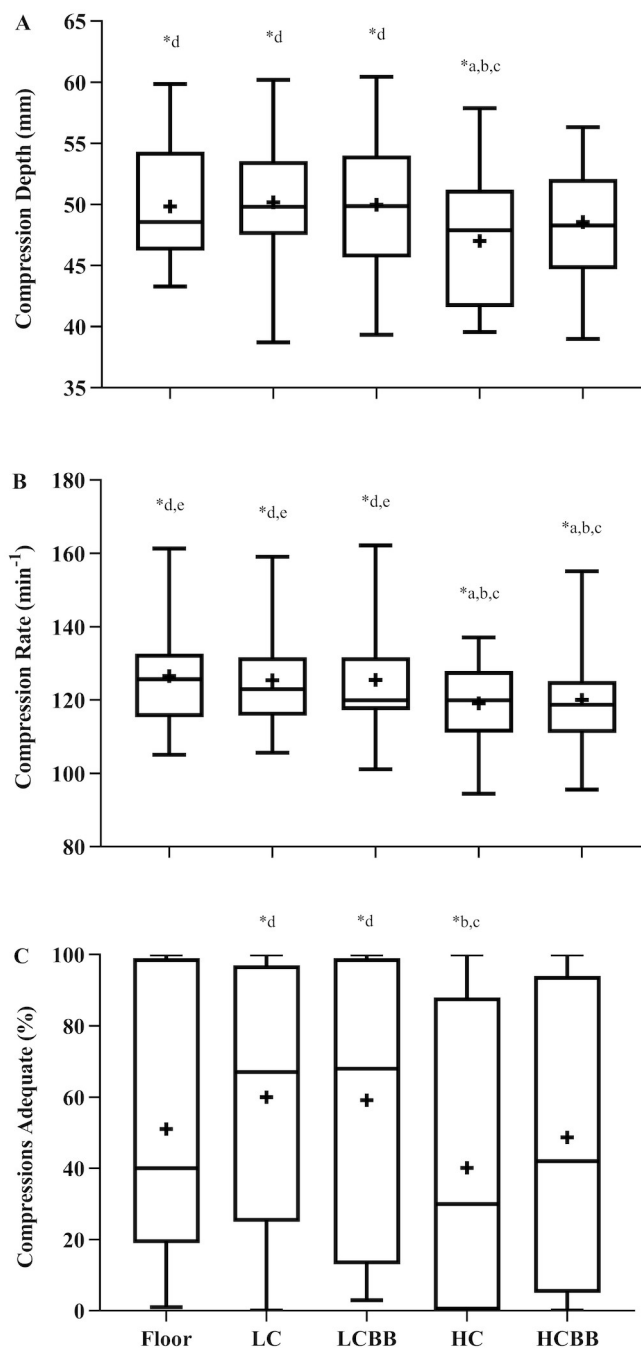 A
Compression Depth (mm)
65
60
55
50
45
40
35
*d
*d
*d
*a,b,c
B
Compression Rate (min⁻¹)
180
160
140
120
100
80
*d,e
*d,e
*d,e
*a,b,c
*a,b,c
C
Compressions Adequate (%)
100
80
60
40
20
0
*d
*d
*b,c
Floor LC LCBB HC HCBB